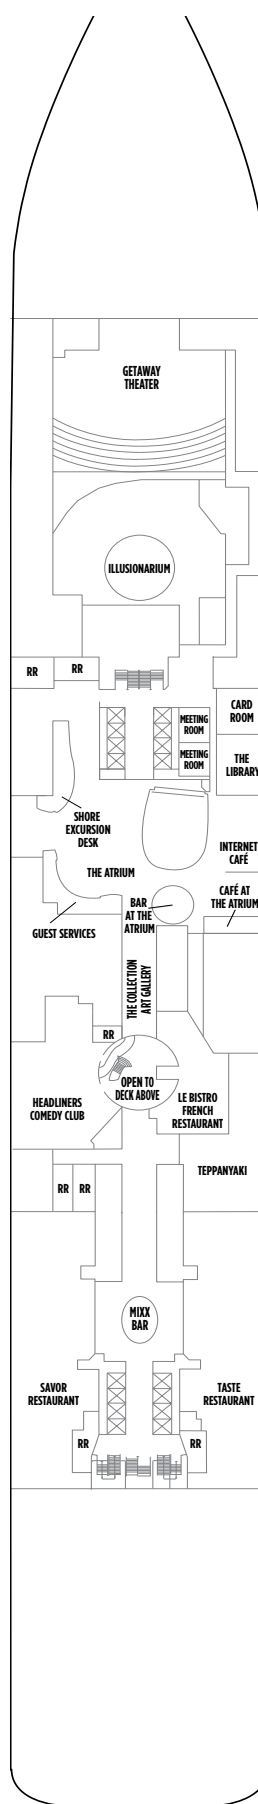 GETAWAY
THEATER
ILLUSIONARIUM
RR
RR
CARD
ROOM
MEETING
ROOM
MEETING
ROOM
THE
LIBRARY
SHORE
EXCURSION
DESK
INTERNET
CAFÉ
THE ATRIUM
CAFÉ AT
THE ATRIUM
BAR
AT THE
ATRIUM
GUEST SERVICES
THE COLLECTION
ART GALLERY
RR
OPEN TO
DECK ABOVE
HEADLINERS
COMEDY CLUB
LE BISTRO
FRENCH
RESTAURANT
TEPPANYAKI
RR
RR
MIXX
BAR
SAVOR
RESTAURANT
TASTE
RESTAURANT
RR
RR